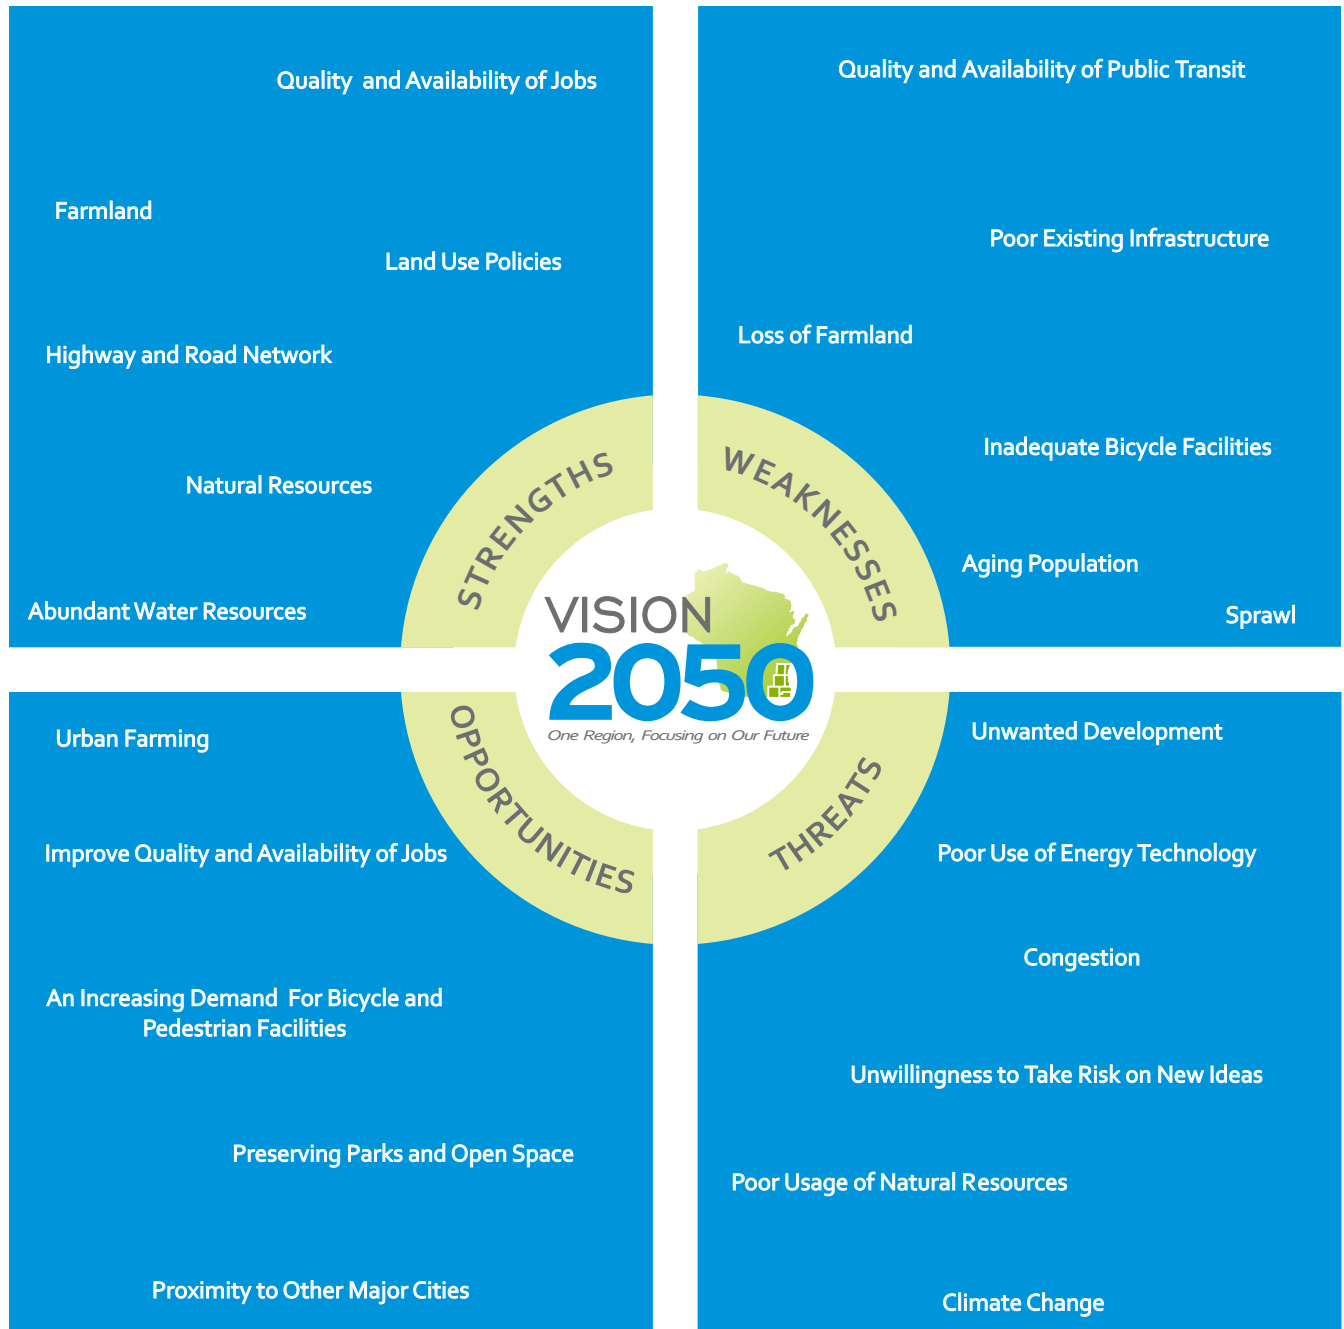 Quality and Availability of Jobs
Farmland
Land Use Policies
Highway and Road Network
Natural Resources
Abundant Water Resources
STRENGTHS
Quality and Availability of Public Transit
Poor Existing Infrastructure
Loss of Farmland
Inadequate Bicycle Facilities
Aging Population
Sprawl
WEAKNESSES
VISION
2050
One Region, Focusing on Our Future
OPPORTUNITIES
Urban Farming
Improve Quality and Availability of Jobs
An Increasing Demand For Bicycle and
Pedestrian Facilities
Preserving Parks and Open Space
Proximity to Other Major Cities
THREATS
Unwanted Development
Poor Use of Energy Technology
Congestion
Unwillingness to Take Risk on New Ideas
Poor Usage of Natural Resources
Climate Change